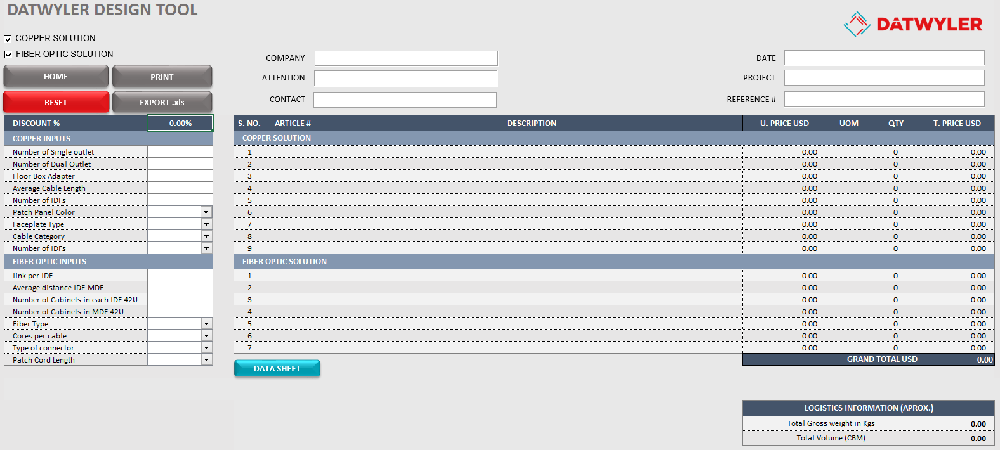 DATWYLER DESIGN TOOL
DATWYLER
COPPER SOLUTION
FIBER OPTIC SOLUTION
HOME PRINT
RESET EXPORT .xls
COMPANY
ATTENTION
CONTACT
DATE
PROJECT
REFERENCE #
DISCOUNT % 0.00%
COPPER INPUTS
Number of Single outlet
Number of Dual Outlet
Floor Box Adapter
Average Cable Length
Number of IDFs
Patch Panel Color
Faceplate Type
Cable Category
Number of IDFs
FIBER OPTIC INPUTS
link per IDF
Average distance IDF-MDF
Number of Cabinets in each IDF 42U
Number of Cabinets in MDF 42U
Fiber Type
Cores per cable
Type of connector
Patch Cord Length
S. NO. ARTICLE # DESCRIPTION U. PRICE USD UOM QTY T. PRICE USD
COPPER SOLUTION
1 0.00 0 0.00
2 0.00 0 0.00
3 0.00 0 0.00
4 0.00 0 0.00
5 0.00 0 0.00
6 0.00 0 0.00
7 0.00 0 0.00
8 0.00 0 0.00
9 0.00 0 0.00
FIBER OPTIC SOLUTION
1 0.00 0 0.00
2 0.00 0 0.00
3 0.00 0 0.00
4 0.00 0 0.00
5 0.00 0 0.00
6 0.00 0 0.00
7 0.00 0 0.00
GRAND TOTAL USD 0.00
DATA SHEET
LOGISTICS INFORMATION (APROX.)
Total Gross weight in Kgs 0.00
Total Volume (CBM) 0.00